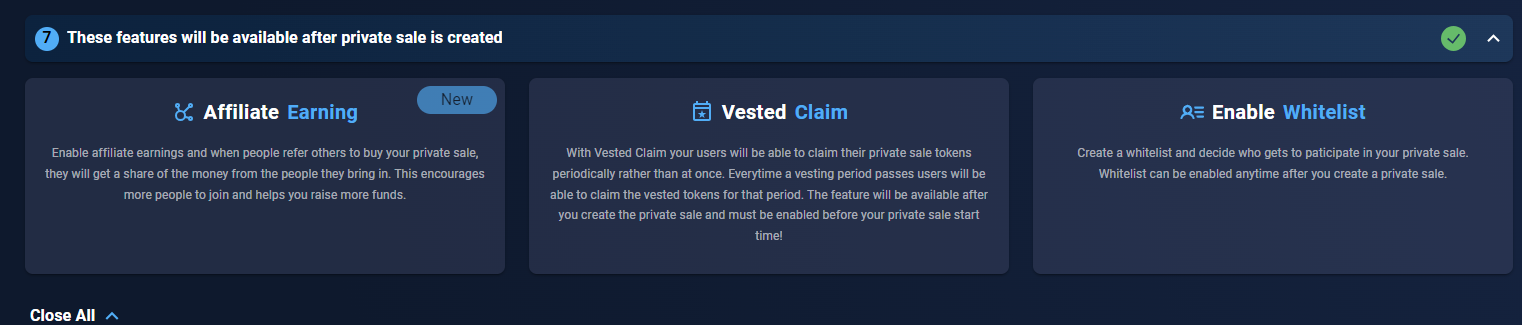 7 These features will be available after private sale is created
Affiliate Earning
New
Enable affiliate earnings and when people refer others to buy your private sale,
they will get a share of the money from the people they bring in. This encourages
more people to join and helps you raise more funds.
Vested Claim
With Vested Claim your users will be able to claim their private sale tokens
periodically rather than at once. Everytime a vesting period passes users will be
able to claim the vested tokens for that period. The feature will be available after
you create the private sale and must be enabled before your private sale start
time!
Enable Whitelist
Create a whitelist and decide who gets to paticipate in your private sale.
Whitelist can be enabled anytime after you create a private sale.
Close All